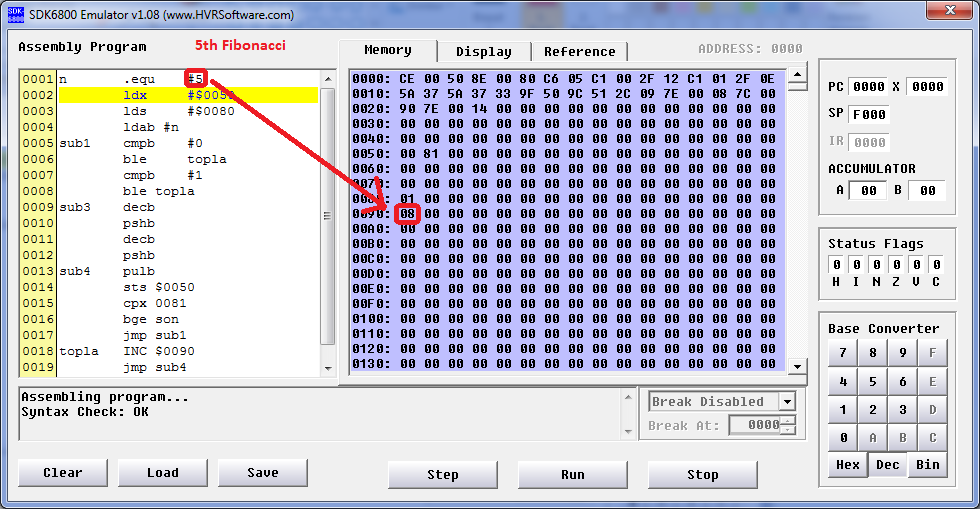 SDK6800 Emulator v1.08 (www.HVRSoftware.com)
Assembly Program
5th Fibonacci
Memory
Display
Reference
ADDRESS: 0000
0001 n .equ #5
0002 ldx #$005
0003 lds #$0080
0004 ldab #n
0005 sub1 cmpb #0
0006 ble topla
0007 cmpb #1
0008 ble topla
0009 sub3 decb
0010 pshb
0011 decb
0012 pshb
0013 sub4 pulb
0014 sts $0050
0015 cpx 0081
0016 bge son
0017 jmp sub1
0018 topla INC $0090
0019 jmp sub4
0000: CE 00 50 8E 00 80 C6 05 C1 00 2F 12 C1 01 2F 0E
0010: 5A 37 5A 37 33 9F 50 9C 51 2C 09 7E 00 08 7C 00
0020: 90 7E 00 14 00 00 00 00 00 00 00 00 00 00 00 00
0030: 00 00 00 00 00 00 00 00 00 00 00 00 00 00 00 00
0040: 00 00 00 00 00 00 00 00 00 00 00 00 00 00 00 00
0050: 00 81 00 00 00 00 00 00 00 00 00 00 00 00 00 00
0060: 00 00 00 00 00 00 00 00 00 00 00 00 00 00 00 00
0070: 00 00 00 00 00 00 00 00 00 00 00 00 00 00 00 00
01 00 00 00 00 00 00 00 00 00 00 00 00 00 00 00
0090: 08 00 00 00 00 00 00 00 00 00 00 00 00 00 00 00
00A0: 00 00 00 00 00 00 00 00 00 00 00 00 00 00 00 00
00B0: 00 00 00 00 00 00 00 00 00 00 00 00 00 00 00 00
00C0: 00 00 00 00 00 00 00 00 00 00 00 00 00 00 00 00
00D0: 00 00 00 00 00 00 00 00 00 00 00 00 00 00 00 00
00E0: 00 00 00 00 00 00 00 00 00 00 00 00 00 00 00 00
00F0: 00 00 00 00 00 00 00 00 00 00 00 00 00 00 00 00
0100: 00 00 00 00 00 00 00 00 00 00 00 00 00 00 00 00
0110: 00 00 00 00 00 00 00 00 00 00 00 00 00 00 00 00
0120: 00 00 00 00 00 00 00 00 00 00 00 00 00 00 00 00
0130: 00 00 00 00 00 00 00 00 00 00 00 00 00 00 00 00
PC 0000 X 0000
SP F000
IR 0000
ACCUMULATOR
A 00 B 00
Status Flags
0 0 0 0 0 0
H I N Z V C
Base Converter
7 8 9 F
4 5 6 E
1 2 3 D
0 A B C
Hex Dec Bin
Assembling program...
Syntax Check: OK
Break Disabled
Break At: 0000
Clear
Load
Save
Step
Run
Stop